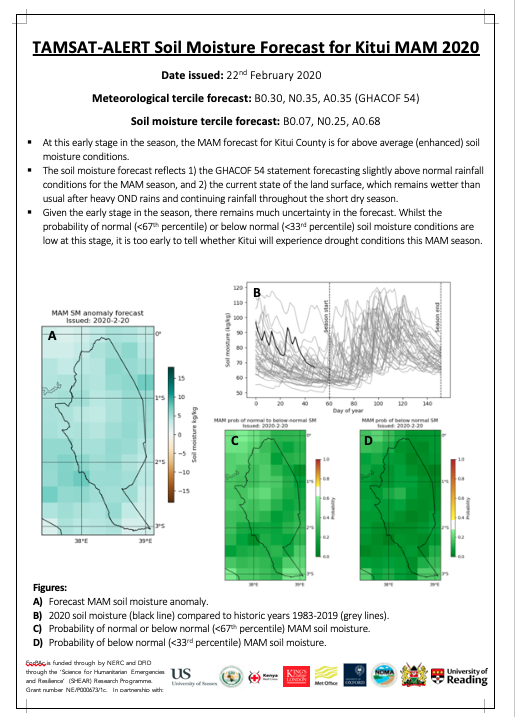 TAMSAT-ALERT Soil Moisture Forecast for Kitui MAM 2020
Date issued: 22nd February 2020
Meteorological tercile forecast: B0.30, N0.35, A0.35 (GHACOF 54)
Soil moisture tercile forecast: B0.07, N0.25, A0.68
▪ At this early stage in the season, the MAM forecast for Kitui County is for above average (enhanced) soil
moisture conditions.
▪ The soil moisture forecast reflects 1) the GHACOF 54 statement forecasting slightly above normal rainfall
conditions for the MAM season, and 2) the current state of the land surface, which remains wetter than
usual after heavy OND rains and continuing rainfall throughout the short dry season.
▪ Given the early stage in the season, there remains much uncertainty in the forecast. Whilst the
probability of normal (<67th percentile) or below normal (<33rd percentile) soil moisture conditions are
low at this stage, it is too early to tell whether Kitui will experience drought conditions this MAM season.
MAM SM anomaly forecast
Issued: 2020-2-20
A
0°
1°S
2°S
3°S
38°E 39°E
15
10
5
0
−5
−10
−15
Soil moisture kg/kg
B
120
110
100
90
80
70
60
50
Soil moisture (kg/kg)
Season start
Season end
0 20 40 60 80 100 120 140
Day of year
MAM prob of normal to below normal SM
Issued: 2020-2-20
C
0°
1°S
2°S
3°S
38°E 39°E
1.0
0.8
0.6
0.4
0.2
0.0
Probability
MAM prob of below normal SM
Issued: 2020-2-20
D
0°
1°S
2°S
3°S
38°E 39°E
1.0
0.8
0.6
0.4
0.2
0.0
Probability
Figures:
A) Forecast MAM soil moisture anomaly.
B) 2020 soil moisture (black line) compared to historic years 1983-2019 (grey lines).
C) Probability of normal or below normal (<67th percentile) MAM soil moisture.
D) Probability of below normal (<33rd percentile) MAM soil moisture.
is funded through by NERC and DFID
through the 'Science for Humanitarian Emergencies
and Resilience' (SHEAR) Research Programme.
Grant number NE/P000673/1c. In partnership with:
US
University of Sussex
Kenya
KING'S
College
LONDON
Met Office
OXFORD
NDMA
University of
Reading